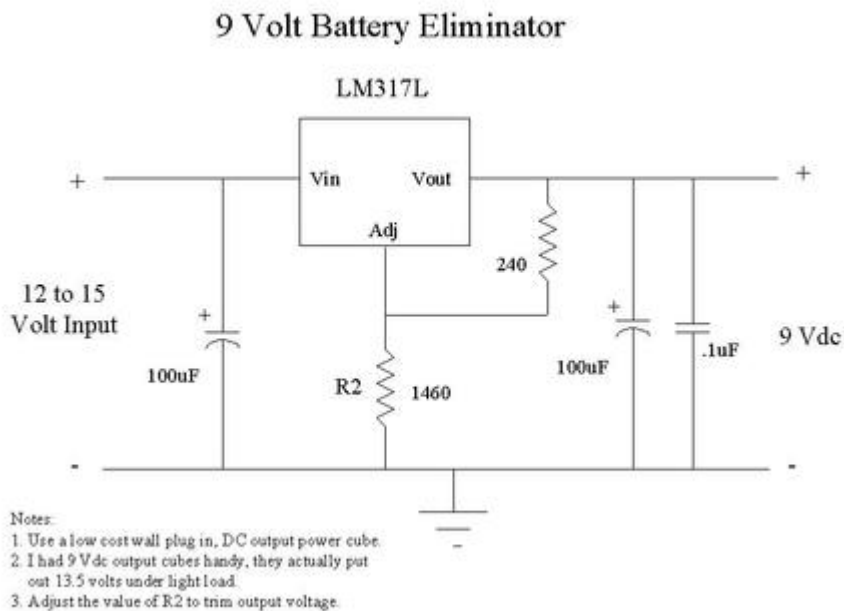 9 Volt Battery Eliminator
LM317L
+
Vin
Vout
+
Adj
240
12 to 15
Volt Input
+
100uF
R2
1460
+
100uF
.1uF
9 Vdc
-
-
Notes:
1. Use a low cost wall plug in, DC output power cube.
2. I had 9 Vdc output cubes handy, they actually put
out 13.5 volts under light load.
3. Adjust the value of R2 to trim output voltage.